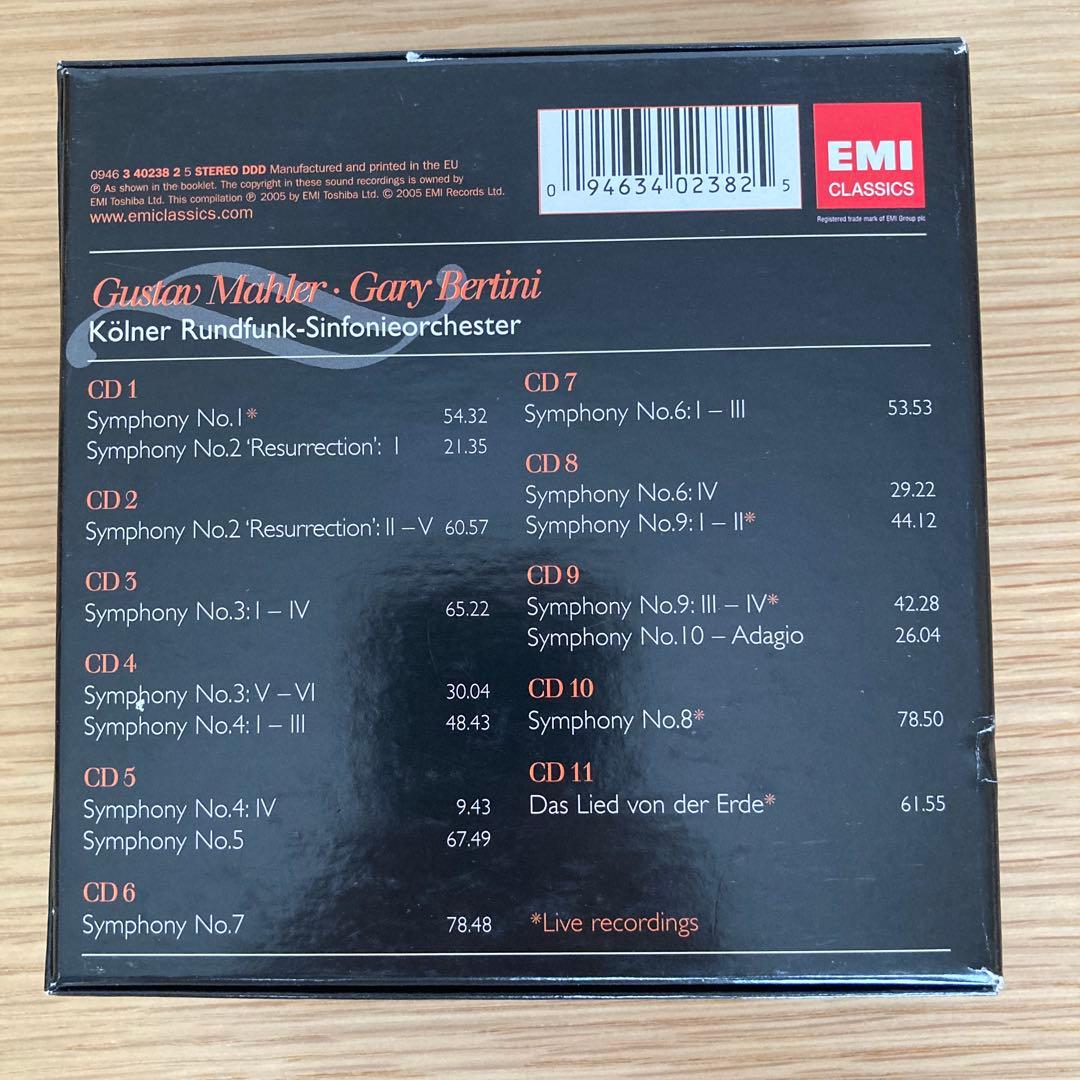 0946 3 40238 2 5 STEREO DDD Manufactured and printed in the EU
℗ As shown in the booklet. The copyright in these sound recordings is owned by
EMI Toshiba Ltd. This compilation ℗ 2005 by EMI Toshiba Ltd. © 2005 EMI Records Ltd.
www.emiclassics.com
0 94634 02382 5
EMI
CLASSICS
Registered trade mark of EMI Group plc
Gustav Mahler · Gary Bertini
Kölner Rundfunk-Sinfonieorchester
CD 1
Symphony No.1* 54.32
Symphony No.2 ‘Resurrection’: I 21.35
CD 2
Symphony No.2 ‘Resurrection’: II – V 60.57
CD 3
Symphony No.3: I – IV 65.22
CD 4
Symphony No.3: V – VI 30.04
Symphony No.4: I – III 48.43
CD 5
Symphony No.4: IV 9.43
Symphony No.5 67.49
CD 6
Symphony No.7 78.48
CD 7
Symphony No.6: I – III 53.53
CD 8
Symphony No.6: IV 29.22
Symphony No.9: I – II* 44.12
CD 9
Symphony No.9: III – IV* 42.28
Symphony No.10 – Adagio 26.04
CD 10
Symphony No.8* 78.50
CD 11
Das Lied von der Erde* 61.55
*Live recordings